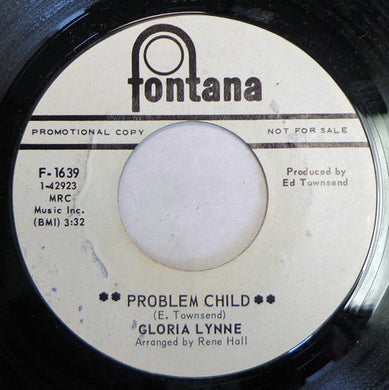 fontana
PROMOTIONAL COPY NOT FOR SALE
F-1639
1-42923
MRC
Music Inc.
(BMI) 3:32
Produced by
Ed Townsend
** PROBLEM CHILD **
(E. Townsend)
GLORIA LYNNE
Arranged by Rene Hall